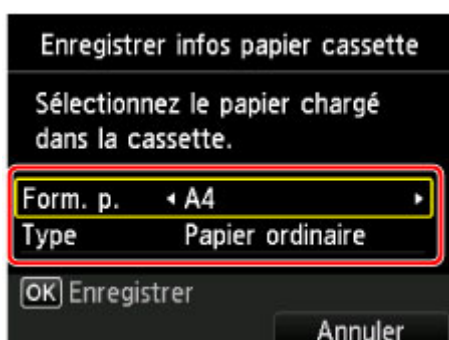 Enregistrer infos papier cassette
Sélectionnez le papier chargé
dans la cassette.
Form. p. A4
Type Papier ordinaire
OK Enregistrer
Annuler